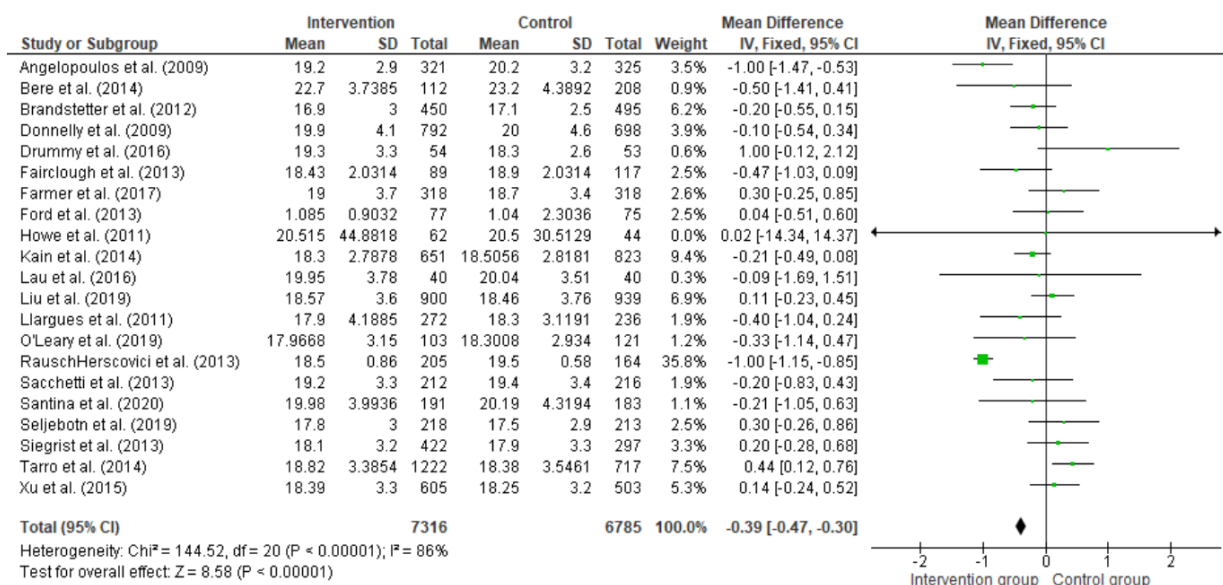 Intervention Control Mean Difference Mean Difference
Study or Subgroup Mean SD Total Mean SD Total Weight IV, Fixed, 95% CI IV, Fixed, 95% CI
Angelopoulos et al. (2009) 19.2 2.9 321 20.2 3.2 325 3.5% -1.00 [-1.47, -0.53]
Bere et al. (2014) 22.7 3.7385 112 23.2 4.3892 208 0.9% -0.50 [-1.41, 0.41]
Brandstetter et al. (2012) 16.9 3 450 17.1 2.5 495 6.2% -0.20 [-0.55, 0.15]
Donnelly et al. (2009) 19.9 4.1 792 20 4.6 698 3.9% -0.10 [-0.54, 0.34]
Drummy et al. (2016) 19.3 3.3 54 18.3 2.6 53 0.6% 1.00 [-0.12, 2.12]
Fairclough et al. (2013) 18.43 2.0314 89 18.9 2.0314 117 2.4% -0.47 [-1.03, 0.09]
Farmer et al. (2017) 19 3.7 318 18.7 3.4 318 2.6% 0.30 [-0.25, 0.85]
Ford et al. (2013) 1.085 0.9032 77 1.04 2.3036 75 2.5% 0.04 [-0.51, 0.60]
Howe et al. (2011) 20.515 44.8818 62 20.5 30.5129 44 0.0% 0.02 [-14.34, 14.37]
Kain et al. (2014) 18.3 2.7878 651 18.5056 2.8181 823 9.4% -0.21 [-0.49, 0.08]
Lau et al. (2016) 19.95 3.78 40 20.04 3.51 40 0.3% -0.09 [-1.69, 1.51]
Liu et al. (2019) 18.57 3.6 900 18.46 3.76 939 6.9% 0.11 [-0.23, 0.45]
Llargues et al. (2011) 17.9 4.1885 272 18.3 3.1191 236 1.9% -0.40 [-1.04, 0.24]
O'Leary et al. (2019) 17.9668 3.15 103 18.3008 2.934 121 1.1% -0.33 [-1.14, 0.47]
RauschHerscovici et al. (2013) 18.5 0.86 205 19.5 0.58 164 35.8% -1.00 [-1.15, -0.85]
Sacchetti et al. (2013) 19.2 3.3 212 19.4 3.4 216 1.9% -0.20 [-0.83, 0.43]
Santina et al. (2020) 19.98 3.9936 191 20.19 4.3194 183 1.1% -0.21 [-1.05, 0.63]
Seljebotn et al. (2019) 17.8 3 218 17.5 2.9 213 2.5% 0.30 [-0.26, 0.86]
Siegrist et al. (2013) 18.1 3.2 422 17.9 3.3 297 3.3% 0.20 [-0.28, 0.68]
Tarro et al. (2014) 18.82 3.3854 1222 18.38 3.5461 717 7.5% 0.44 [0.12, 0.76]
Xu et al. (2015) 18.39 3.3 605 18.25 3.2 503 5.3% 0.14 [-0.24, 0.52]
Total (95% CI) 7316 6785 100.0% -0.39 [-0.47, -0.30]
Heterogeneity: Chi² = 144.52, df = 20 (P < 0.00001); I² = 86%
Test for overall effect: Z = 8.58 (P < 0.00001)
-2 -1 0 1 2
Intervention group Control group